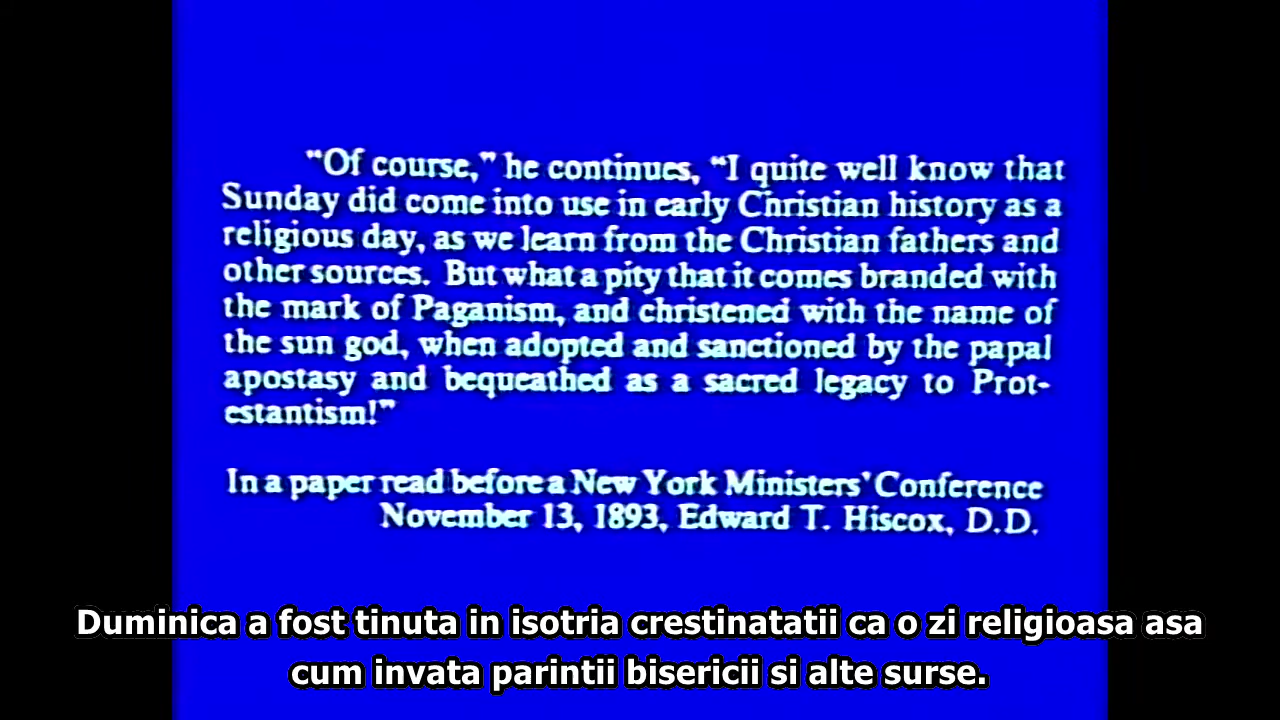 “Of course,” he continues, “I quite well know that
Sunday did come into use in early Christian history as a
religious day, as we learn from the Christian fathers and
other sources. But what a pity that it comes branded with
the mark of Paganism, and christened with the name of
the sun god, when adopted and sanctioned by the papal
apostasy and bequeathed as a sacred legacy to Prot-
estantism!”
In a paper read before a New York Ministers’ Conference
November 13, 1893, Edward T. Hiscox, D.D.
Duminica a fost tinuta in isotria crestinatatii ca o zi religioasa asa
cum invata parintii bisericii si alte surse.